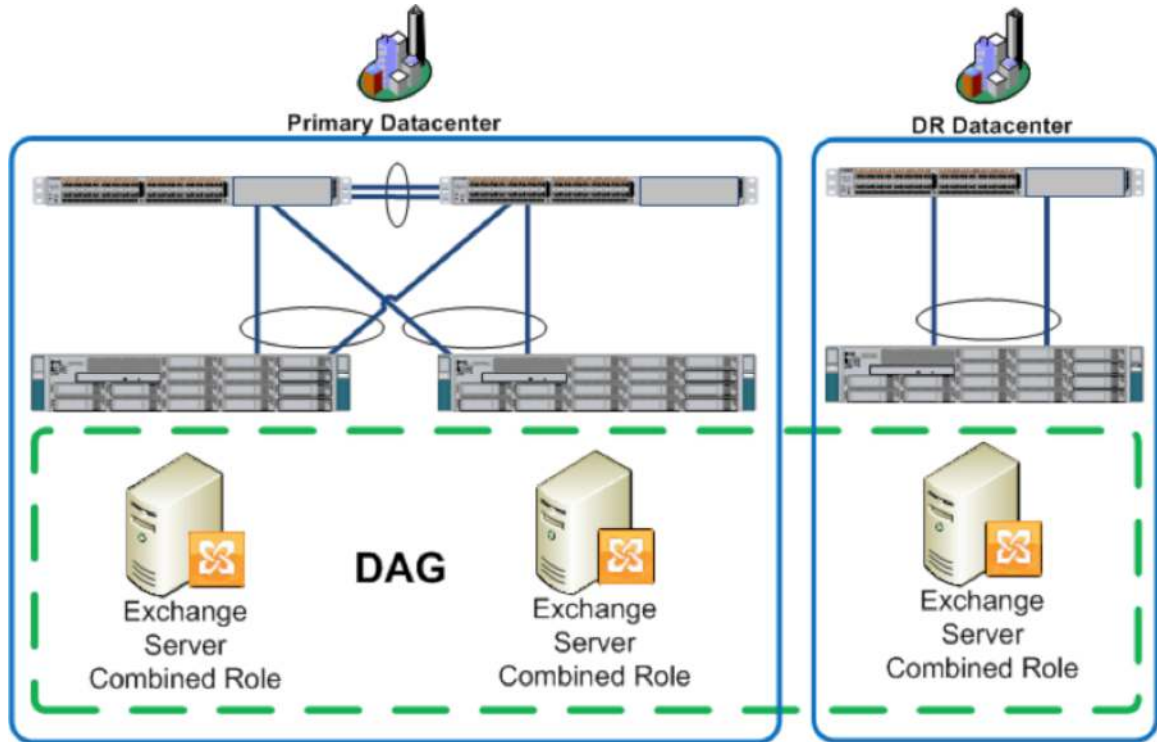 Primary Datacenter
DR Datacenter
DAG
Exchange
Server
Combined Role
Exchange
Server
Combined Role
Exchange
Server
Combined Role